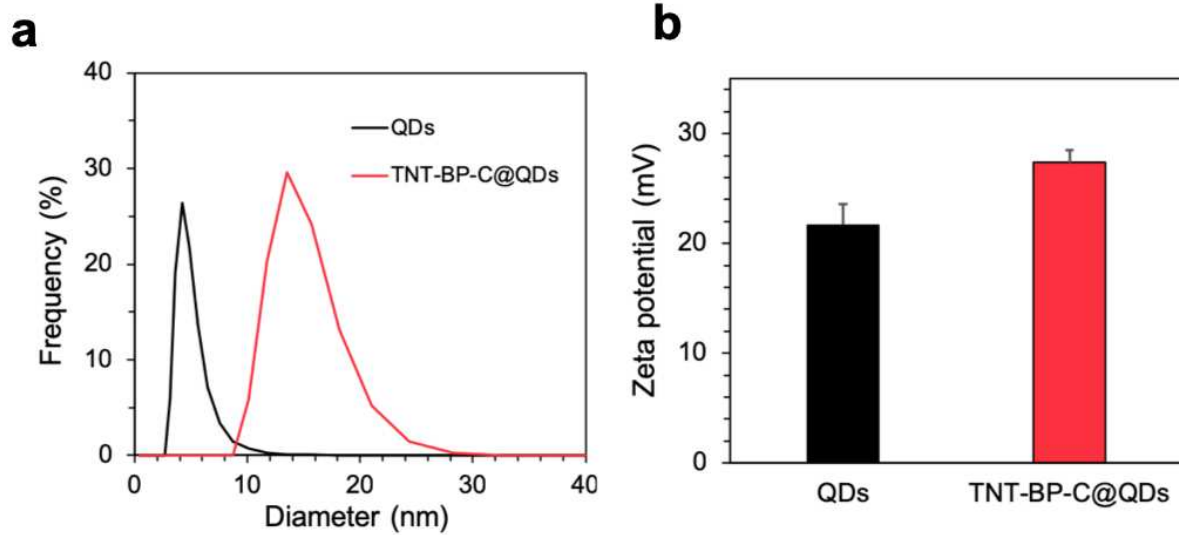 a
40
30
20
10
0
Frequency (%)
QDs
TNT-BP-C@QDs
0 10 20 30 40
Diameter (nm)
b
30
20
10
0
Zeta potential (mV)
QDs TNT-BP-C@QDs